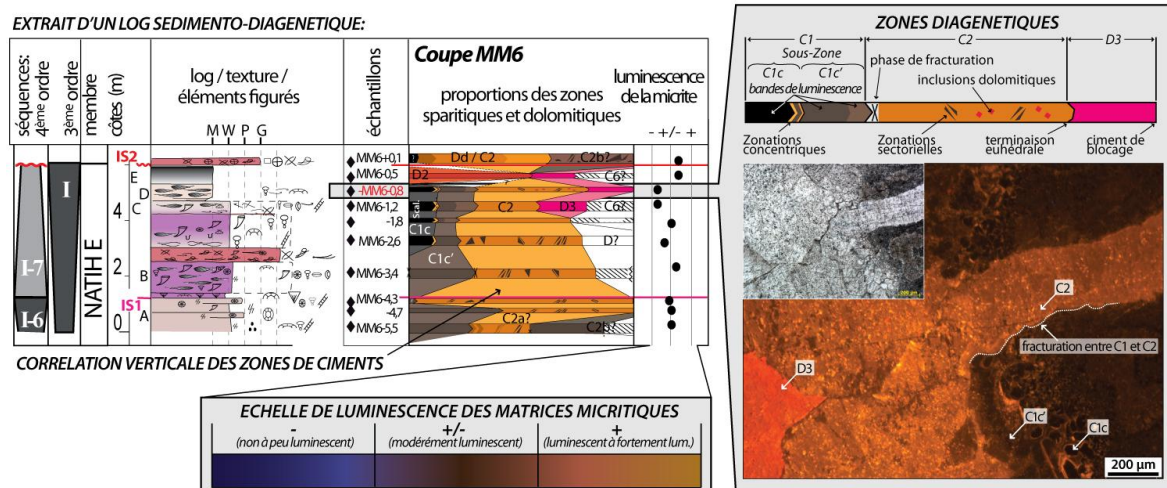 EXTRAIT D'UN LOG SEDIMENTO-DIAGENETIQUE:
séquences:
4ème ordre
3ème ordre
membre
côtes (m)
log / texture /
éléments figurés
M W P G
échantillons
Coupe MM6
proportions des zones
sparitiques et dolomitiques
luminescence
de la micrite
- +/- +
IS2
I
I-7
I-6
NATIH E
IS1
E
D
C
B
A
4
2
0
MM6+0,1
MM6-0,5
-MM6-0,8
MM6-1,2
-1,8
MM6-2,6
MM6-3,4
MM6-4,3
-4,7
MM6-5,5
Dd / C2
C2b?
D2
C6?
Scal.
C2
D3
C6?
C1c
D?
C1c'
C2a?
C2b?
CORRELATION VERTICALE DES ZONES DE CIMENTS
ECHELLE DE LUMINESCENCE DES MATRICES MICRITIQUES
- +/- +
(non à peu luminescent) (modérément luminescent) (luminescent à fortement lum.)
ZONES DIAGENETIQUES
C1 C2 D3
Sous-Zone
C1c C1c'
bandes de luminescence
phase de fracturation
inclusions dolomitiques
Zonations
concentriques
Zonations
sectorielles
terminaison
euhédrale
ciment de
blocage
200 µm
C2
fracturation entre C1 et C2
D3
C1c'
C1c
200 µm